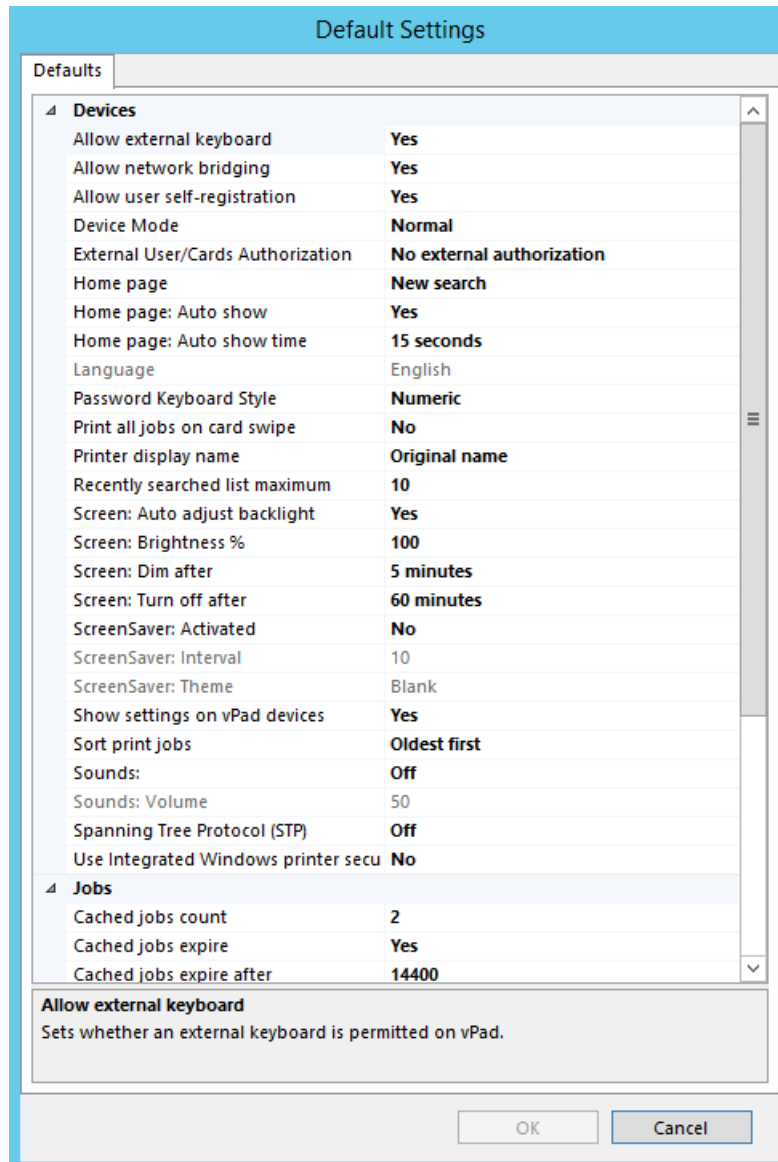 Default Settings
Defaults
Devices
Allow external keyboard Yes
Allow network bridging Yes
Allow user self-registration Yes
Device Mode Normal
External User/Cards Authorization No external authorization
Home page New search
Home page: Auto show Yes
Home page: Auto show time 15 seconds
Language English
Password Keyboard Style Numeric
Print all jobs on card swipe No
Printer display name Original name
Recently searched list maximum 10
Screen: Auto adjust backlight Yes
Screen: Brightness % 100
Screen: Dim after 5 minutes
Screen: Turn off after 60 minutes
ScreenSaver: Activated No
ScreenSaver: Interval 10
ScreenSaver: Theme Blank
Show settings on vPad devices Yes
Sort print jobs Oldest first
Sounds: Off
Sounds: Volume 50
Spanning Tree Protocol (STP) Off
Use Integrated Windows printer secu No
Jobs
Cached jobs count 2
Cached jobs expire Yes
Cached jobs expire after 14400
Allow external keyboard
Sets whether an external keyboard is permitted on vPad.
OK Cancel